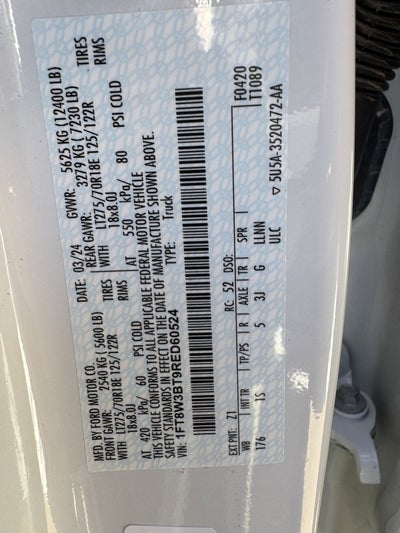 MFD. BY FORD MOTOR CO.
DATE: 03/24 GVWR: 5625 KG (12400 LB)
FRONT GAWR: 2540 KG (5600 LB) REAR GAWR: 3279 KG (7230 LB)
WITH LT275/70R18E 125/122R TIRES WITH LT275/70R18E 125/122R TIRES
18x8.0J RIMS 18x8.0J RIMS
AT 420 kPa/ 60 PSI COLD AT 550 kPa/ 80 PSI COLD
THIS VEHICLE CONFORMS TO ALL APPLICABLE FEDERAL MOTOR VEHICLE
SAFETY STANDARDS IN EFFECT ON THE DATE OF MANUFACTURE SHOWN ABOVE.
VIN: 1FT8W3BT9RED60524 TYPE: Truck
F0420
T1089
EXT PNT: Z1 RC: 52 DSO:
WB INT TR TP/PS R AXLE TR SPR
176 1S 5 3J G LLMN
ULC
▽ 5U5A-3520472-AA